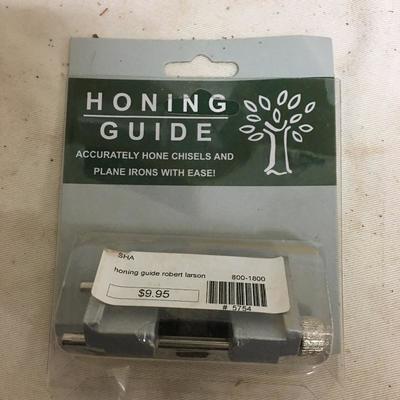 HONING
GUIDE
ACCURATELY HONE CHISELS AND
PLANE IRONS WITH EASE!
SHA
honing guide robert larson 800-1800
$9.95
# 5754